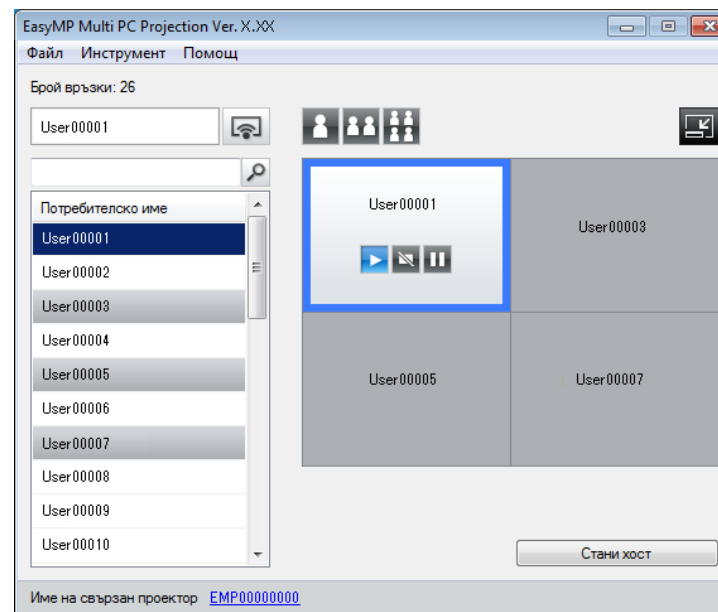 EasyMP Multi PC Projection Ver. X.XX
Файл Инструмент Помощ
Брой връзки: 26
User00001
Потребителско име
User00001
User00002
User00003
User00004
User00005
User00006
User00007
User00008
User00009
User00010
User00001
User00003
User00005
User00007
Стани хост
Име на свързан проектор EMP00000000